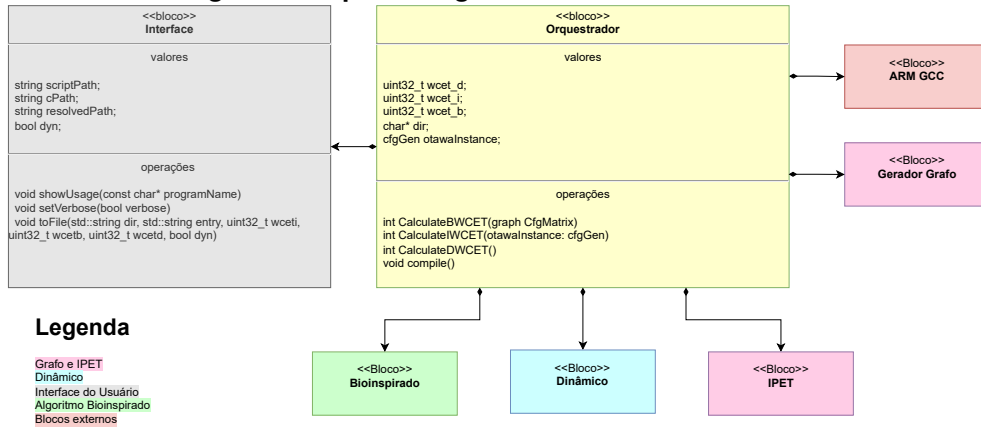 <<bloco>>
Interface
valores
string scriptPath;
string cPath;
string resolvedPath;
bool dyn;
operações
void showUsage(const char* programName)
void setVerbose(bool verbose)
void toFile(std::string dir, std::string entry, uint32_t wceti,
uint32_t wcetb, uint32_t wcetd, bool dyn)
<<bloco>>
Orquestrador
valores
uint32_t wcet_d;
uint32_t wcet_i;
uint32_t wcet_b;
char* dir;
cfgGen otawaInstance;
operações
int CalculateBWCET(graph CfgMatrix)
int CalculateIWCET(otawaInstance: cfgGen)
int CalculateDWCET()
void compile()
<<Bloco>>
ARM GCC
<<Bloco>>
Gerador Grafo
<<Bloco>>
Bioinspirado
<<Bloco>>
Dinâmico
<<Bloco>>
IPET
Legenda
Grafo e IPET
Dinâmico
Interface do Usuário
Algoritmo Bioinspirado
Blocos externos